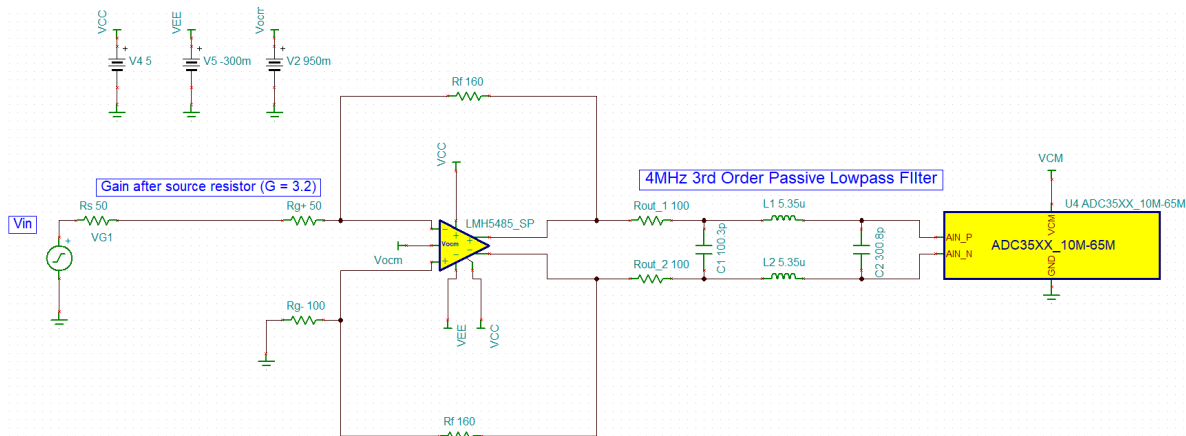 VCC
VEE
Vocm
+
+
+
V4 5
V5 -300m
V2 950m
Rf 160
VCC
Gain after source resistor (G = 3.2)
4MHz 3rd Order Passive Lowpass FIlter
VCM
Rs 50
Rg+ 50
LMH5485_SP
Rout_1 100
L1 5.35u
U4 ADC35XX_10M-65M
Vin
VG1
+
Vocm
Vocm
C1 100.3p
C2 300.8p
AIN_P
AIN_N
VCM
GND
ADC35XX_10M-65M
Rout_2 100
L2 5.35u
Rg- 100
VEE
VCC
Rf 160